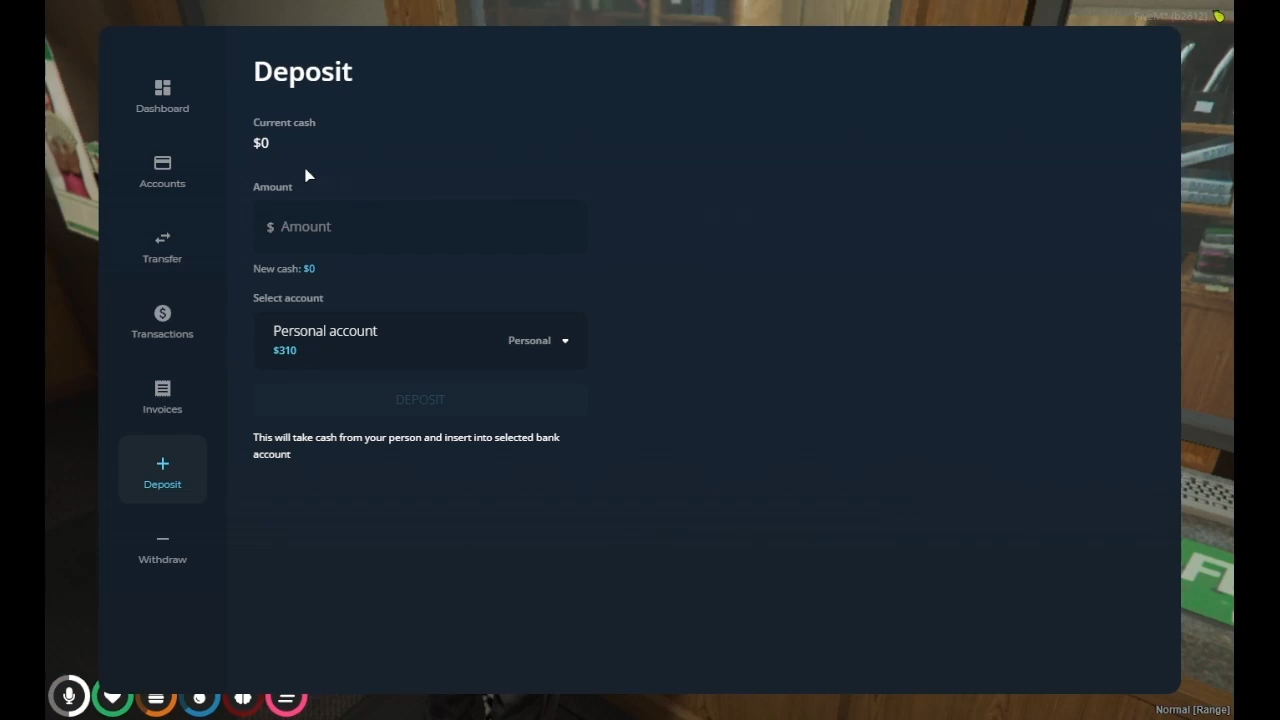 FiveM® (b2612)
Deposit
Dashboard
Current cash
$0
Accounts
Amount
$ Amount
Transfer
New cash: $0
Select account
Transactions
Personal account
$310
Personal
Invoices
DEPOSIT
This will take cash from your person and insert into selected bank
account
Deposit
Withdraw
Normal [Range]